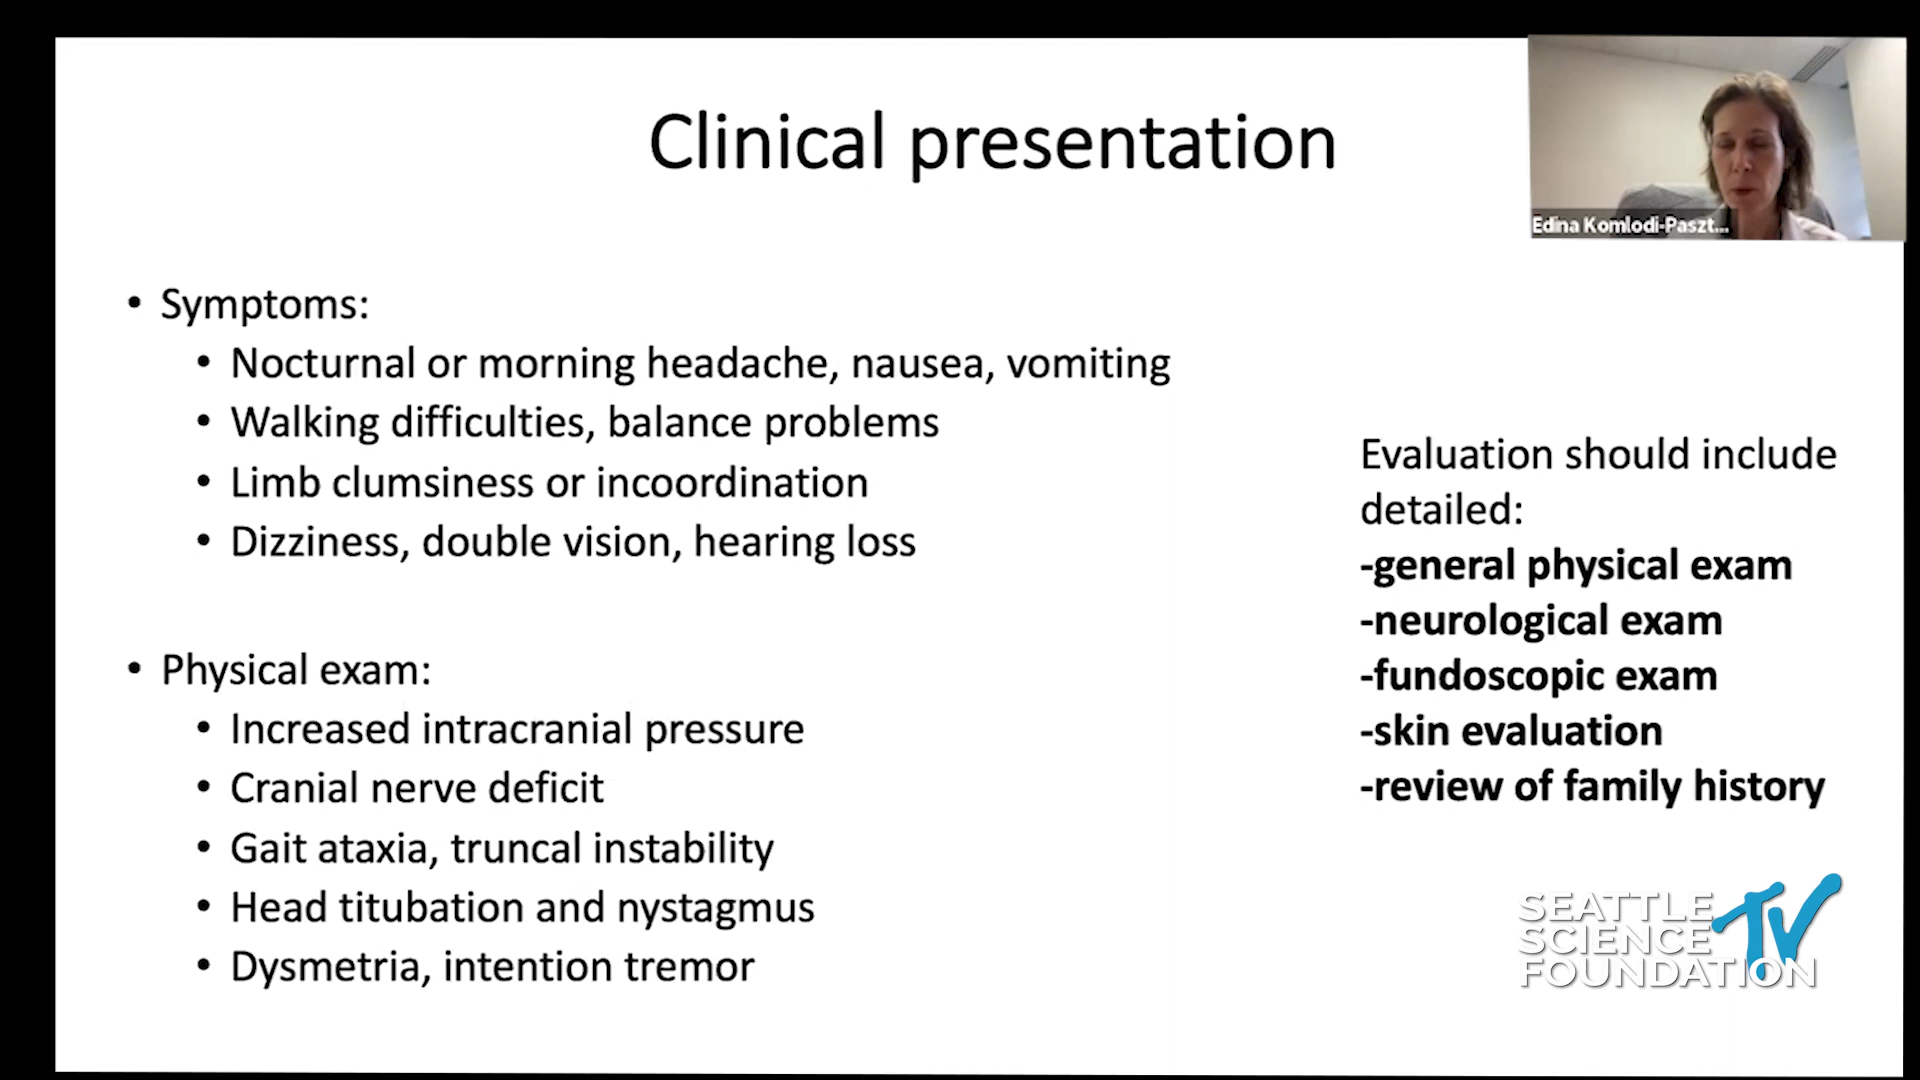 Clinical presentation
Edina Komlodi-Paszt...
• Symptoms:
• Nocturnal or morning headache, nausea, vomiting
• Walking difficulties, balance problems
• Limb clumsiness or incoordination
• Dizziness, double vision, hearing loss
• Physical exam:
• Increased intracranial pressure
• Cranial nerve deficit
• Gait ataxia, truncal instability
• Head titubation and nystagmus
• Dysmetria, intention tremor
Evaluation should include
detailed:
-general physical exam
-neurological exam
-fundoscopic exam
-skin evaluation
-review of family history
SEATTLE
SCIENCE
FOUNDATION
TV